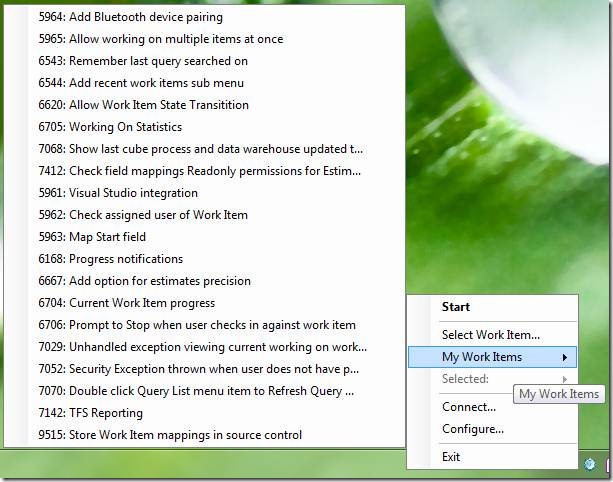 5964: Add Bluetooth device pairing
5965: Allow working on multiple items at once
6543: Remember last query searched on
6544: Add recent work items sub menu
6620: Allow Work Item State Transitition
6705: Working On Statistics
7068: Show last cube process and data warehouse updated t...
7412: Check field mappings Readonly permissions for Estim...
5961: Visual Studio integration
5962: Check assigned user of Work Item
5963: Map Start field
6168: Progress notifications
6667: Add option for estimates precision
6704: Current Work Item progress
6706: Prompt to Stop when user checks in against work item
7029: Unhandled exception viewing current working on work...
7052: Security Exception thrown when user does not have p...
7070: Double click Query List menu item to Refresh Query ...
7142: TFS Reporting
9515: Store Work Item mappings in source control
Start
Select Work Item...
My Work Items
Selected:
My Work Items
Connect...
Configure...
Exit